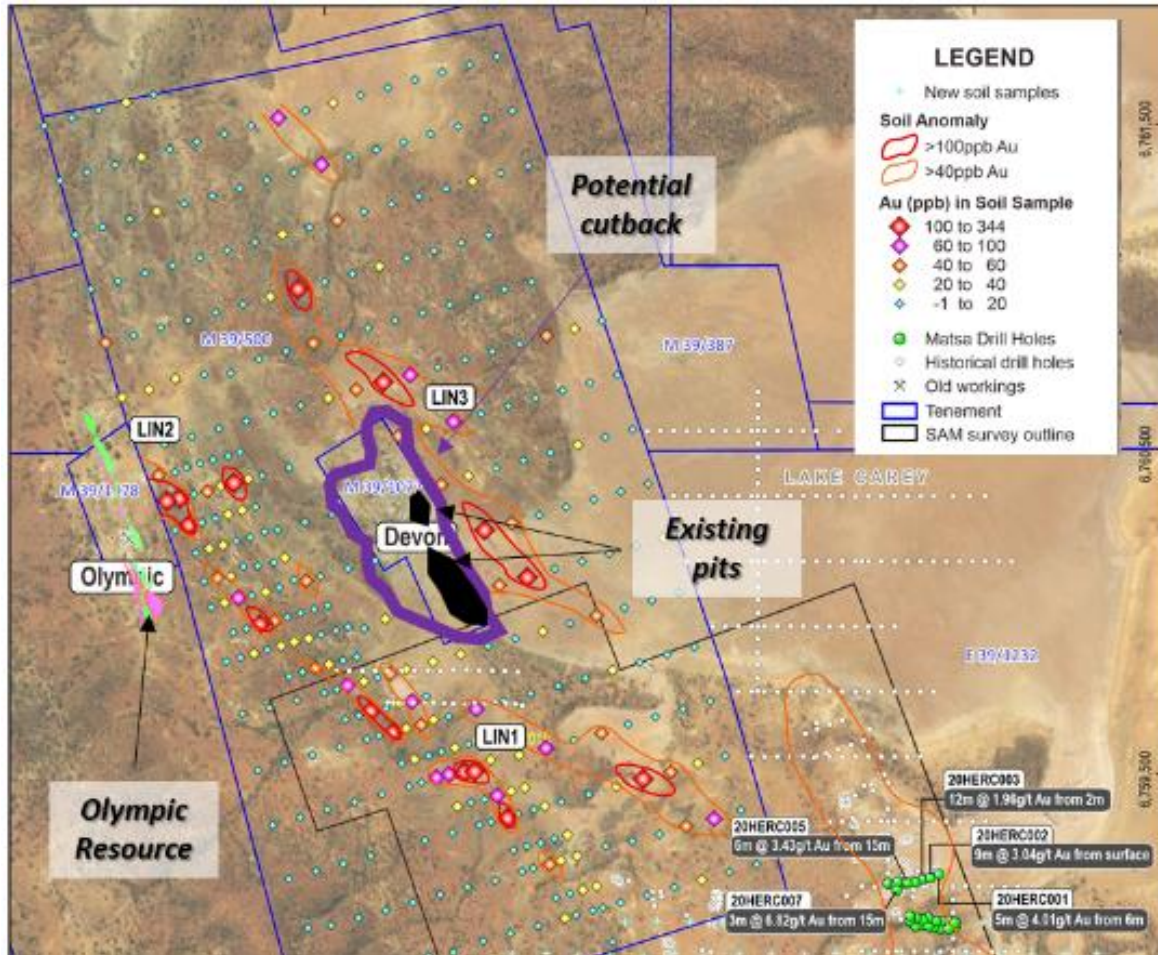 LEGEND
New soil samples
Soil Anomaly
>100ppb Au
>40ppb Au
Au (ppb) in Soil Sample
100 to 344
60 to 100
40 to 60
20 to 40
-1 to 20
Matsa Drill Holes
Historical drill holes
Old workings
Tenement
SAM survey outline
6,761,500
Potential
cutback
M 39/500
M 39/387
LIN3
LIN2
6,760,500
LAKE CAREY
Devon
Existing
pits
Olympic
E 39/1232
LIN1
Olympic
Resource
6,759,500
20HERC003
12m @ 1.96g/t Au from 2m
20HERC005
6m @ 3.43g/t Au from 15m
20HERC002
9m @ 3.04g/t Au from surface
20HERC007
3m @ 6.82g/t Au from 15m
20HERC001
5m @ 4.01g/t Au from 6m